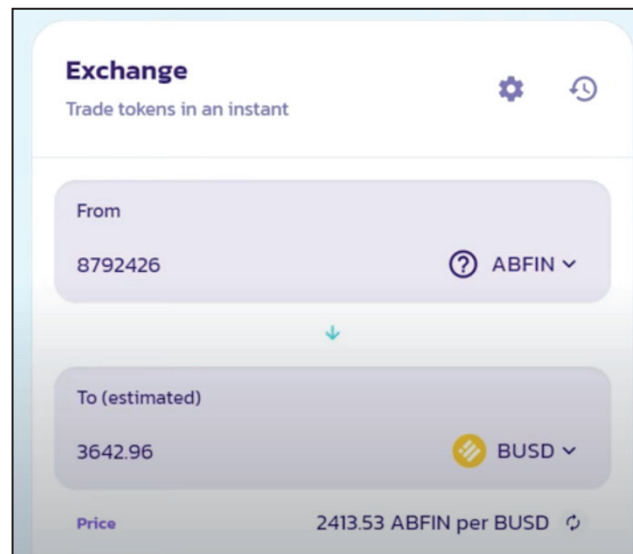 Exchange
Trade tokens in an instant
From
8792426 ABFIN
To (estimated)
3642.96 BUSD
Price 2413.53 ABFIN per BUSD